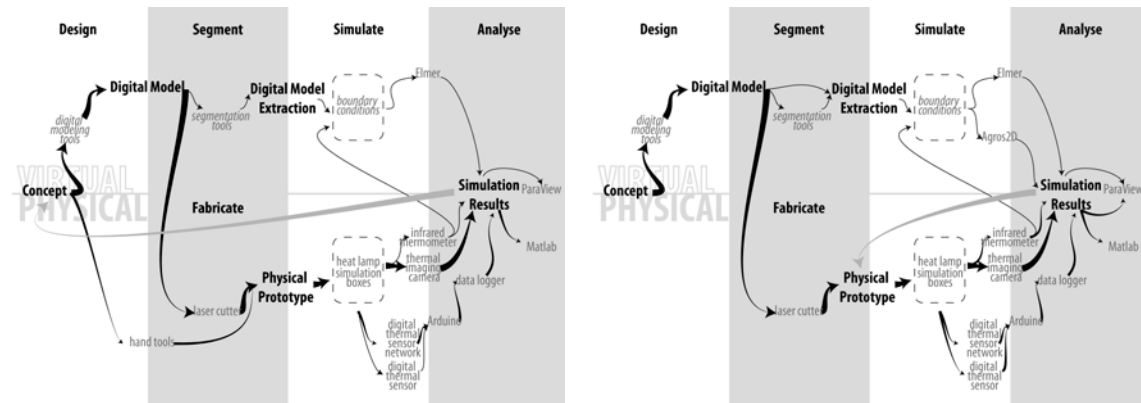 Design
Segment
Simulate
Analyse
Digital Model
digital
modeling
tools
segmentation
tools
Digital Model
Extraction
boundary
conditions
Elmer
VIRTUAL
PHYSICAL
Concept
Fabricate
Simulation
Results
ParaView
Matlab
infrared
thermometer
heat lamp
simulation
boxes
thermal
imaging
camera
data logger
Physical
Prototype
laser cutter
hand tools
Arduino
digital
thermal
sensor
network
digital
thermal
sensor
Design
Segment
Simulate
Analyse
Digital Model
digital
modeling
tools
segmentation
tools
Digital Model
Extraction
boundary
conditions
Elmer
Agros2D
VIRTUAL
PHYSICAL
Concept
Fabricate
Simulation
Results
ParaView
Matlab
infrared
thermometer
heat lamp
simulation
boxes
thermal
imaging
camera
data logger
Physical
Prototype
laser cutter
Arduino
digital
thermal
sensor
network
digital
thermal
sensor